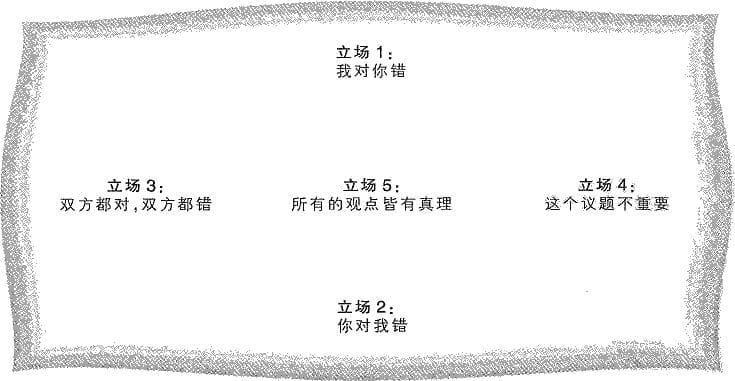 立场 1：
我对你错
立场 3：
双方都对，双方都错
立场 5：
所有的观点皆有真理
立场 4：
这个议题不重要
立场 2：
你对我错